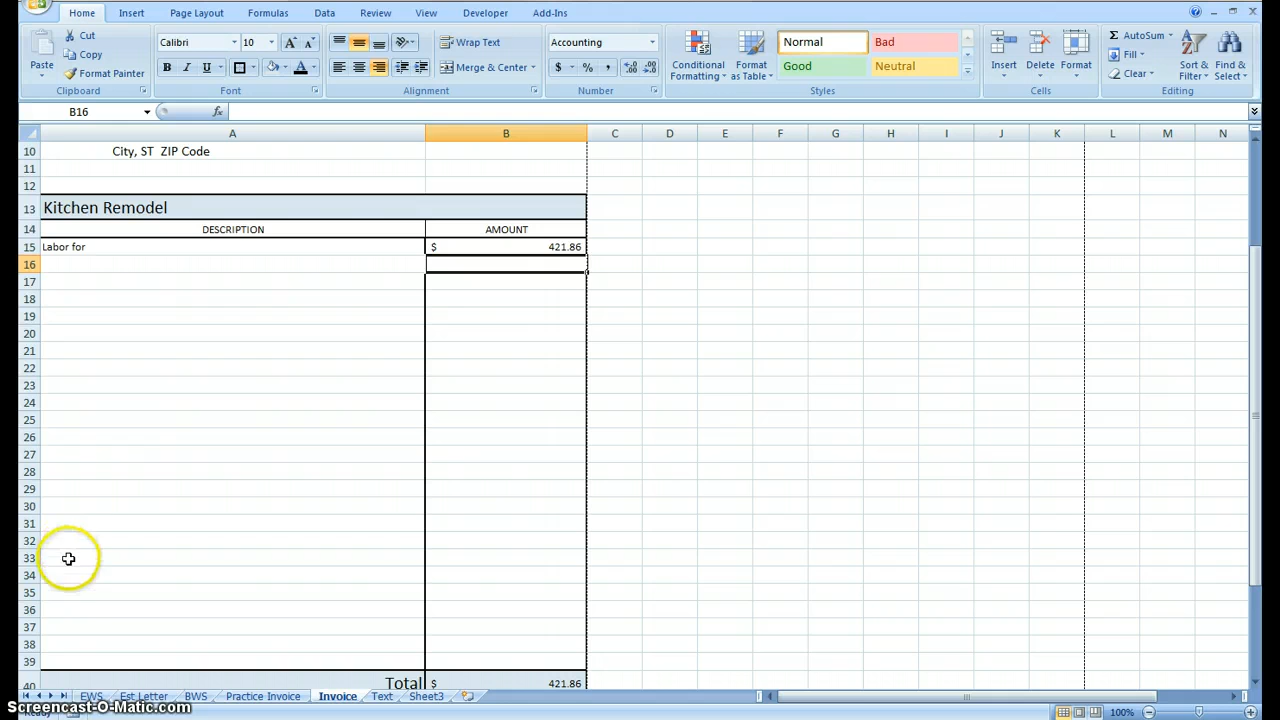 Home Insert Page Layout Formulas Data Review View Developer Add-Ins
Paste
Cut
Copy
Format Painter
Clipboard
Calibri 10
B I U A
Font
Wrap Text
Merge & Center
Alignment
Accounting
$ % ,
Number
Conditional Formatting
Format as Table
Normal Bad
Good Neutral
Styles
Insert Delete Format
Cells
AutoSum
Fill
Clear
Sort & Filter
Find & Select
Editing
B16 fx
A B C D E F G H I J K L M N
10 City, ST ZIP Code
11
12
13 Kitchen Remodel
14 DESCRIPTION AMOUNT
15 Labor for $ 421.86
16
17
18
19
20
21
22
23
24
25
26
27
28
29
30
31
32
33
34
35
36
37
38
39
40 Total $ 421.86
EWS Est Letter BWS Practice Invoice Invoice Text Sheet3
Screencast-O-Matic.com
Ready 100%